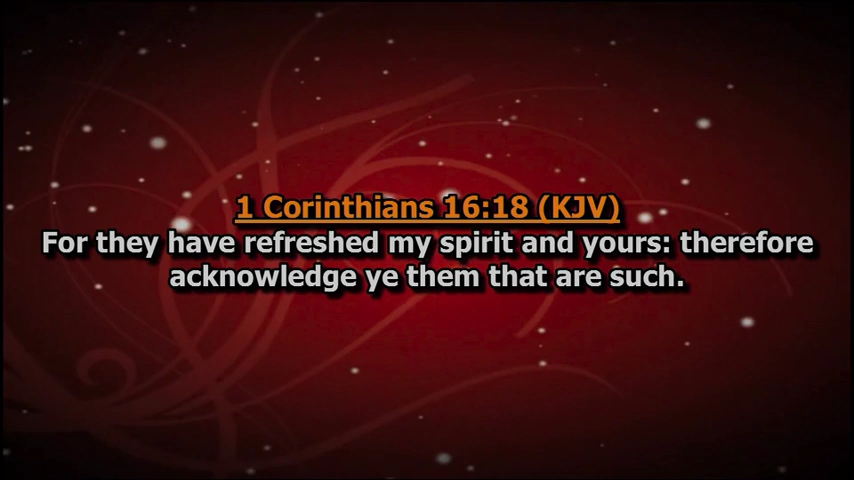 1 Corinthians 16:18 (KJV)
For they have refreshed my spirit and yours: therefore
acknowledge ye them that are such.